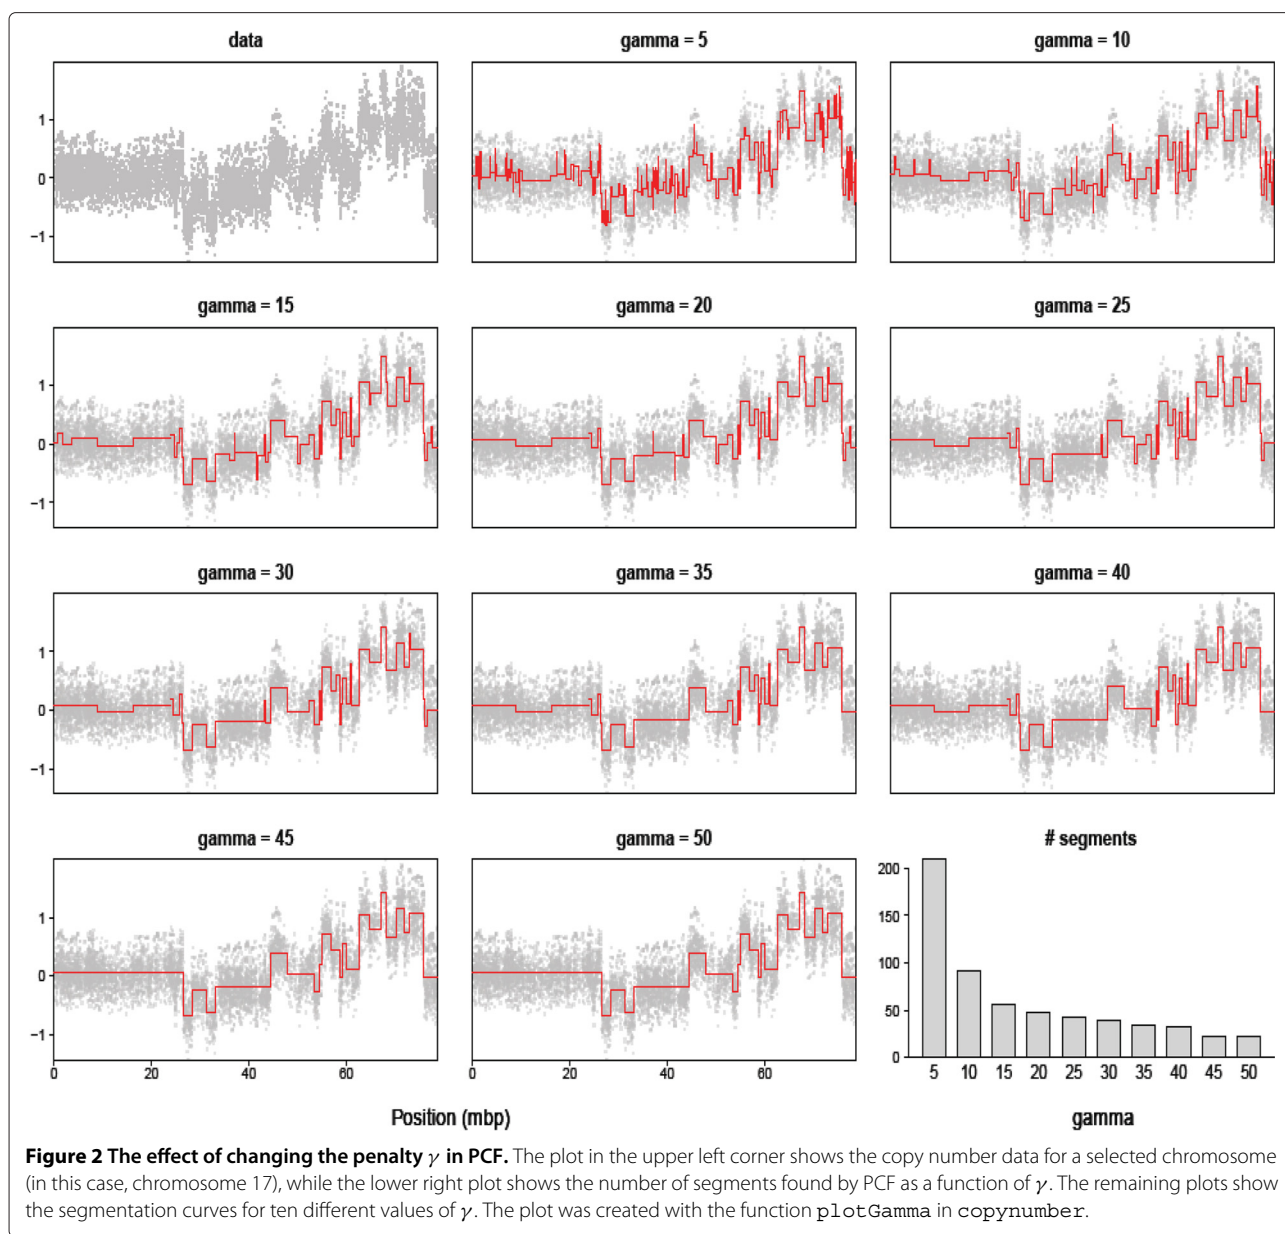 data
gamma = 5
gamma = 10
1
0
−1
gamma = 15
gamma = 20
gamma = 25
1
0
−1
gamma = 30
gamma = 35
gamma = 40
1
0
−1
gamma = 45
gamma = 50
# segments
1
0
−1
0 20 40 60
0 20 40 60
200
150
100
50
0
5 10 15 20 25 30 35 40 45 50
Position (mbp)
gamma
Figure 2 The effect of changing the penalty γ in PCF. The plot in the upper left corner shows the copy number data for a selected chromosome
(in this case, chromosome 17), while the lower right plot shows the number of segments found by PCF as a function of γ. The remaining plots show
the segmentation curves for ten different values of γ. The plot was created with the function plotGamma in copynumber.